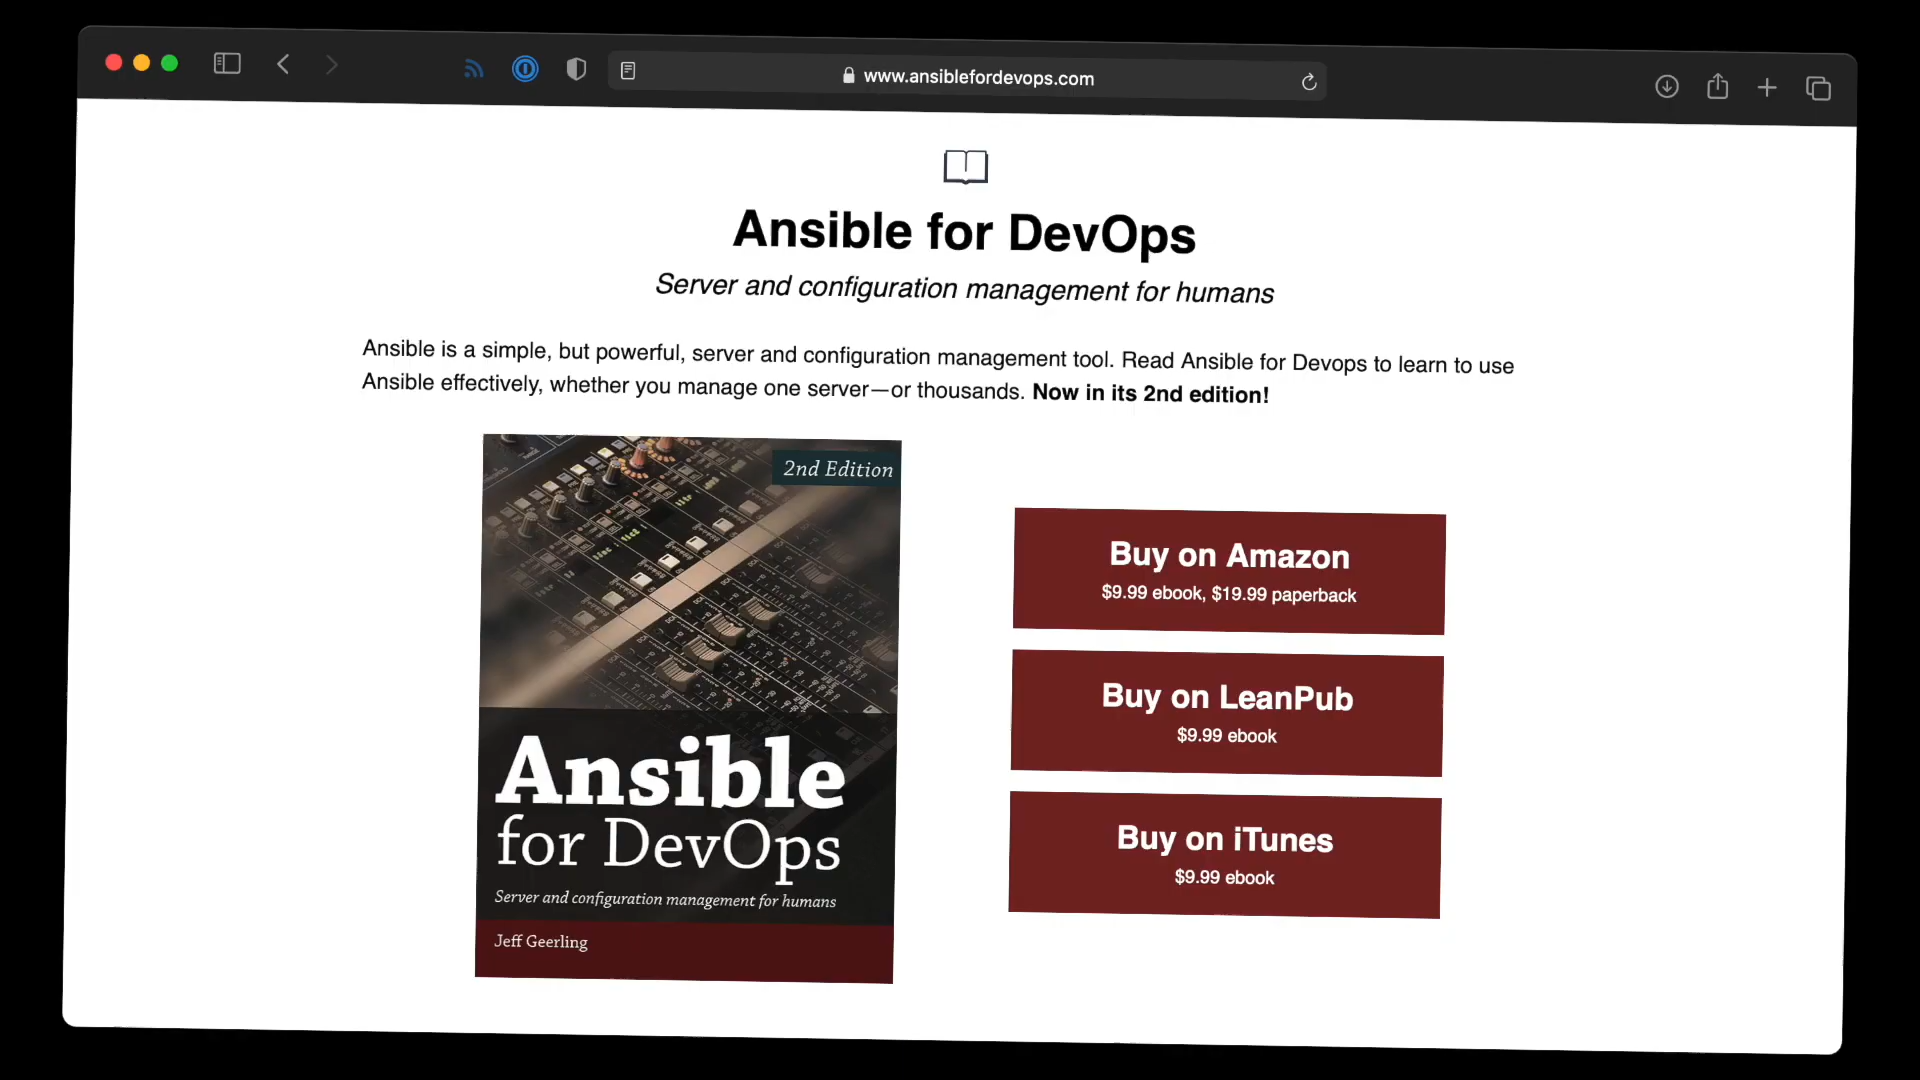 www.ansiblefordevops.com
Ansible for DevOps
Server and configuration management for humans
Ansible is a simple, but powerful, server and configuration management tool. Read Ansible for Devops to learn to use
Ansible effectively, whether you manage one server—or thousands. Now in its 2nd edition!
2nd Edition
Ansible
for DevOps
Server and configuration management for humans
Jeff Geerling
Buy on Amazon
$9.99 ebook, $19.99 paperback
Buy on LeanPub
$9.99 ebook
Buy on iTunes
$9.99 ebook